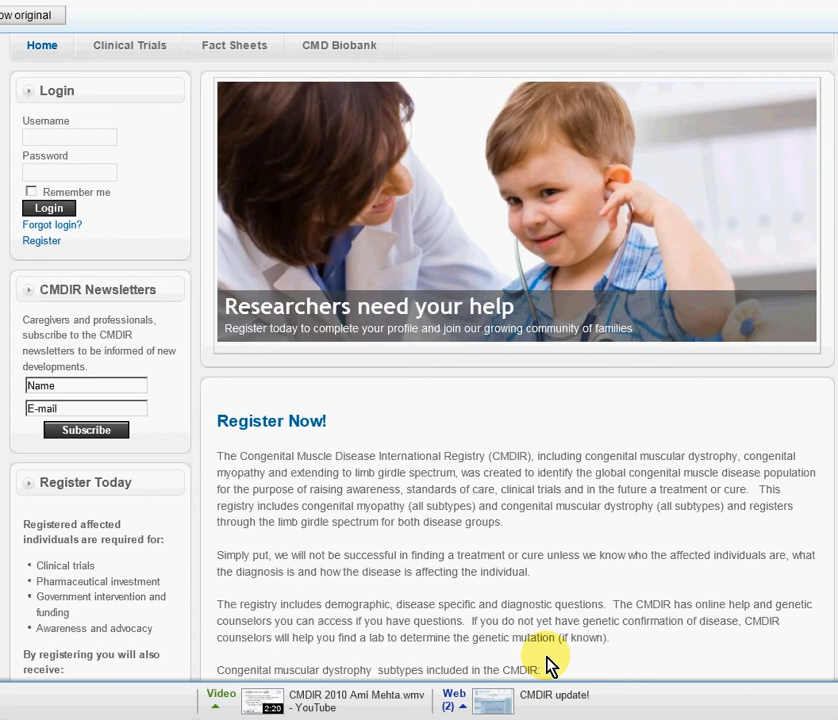 ow original
Home Clinical Trials Fact Sheets CMD Biobank
Login
Username
Password
Remember me
Login
Forgot login?
Register
CMDIR Newsletters
Caregivers and professionals,
subscribe to the CMDIR
newsletters to be informed of new
developments.
Name
E-mail
Subscribe
Register Today
Registered affected
individuals are required for:
• Clinical trials
• Pharmaceutical investment
• Government intervention and
funding
• Awareness and advocacy
By registering you will also
receive:
Researchers need your help
Register today to complete your profile and join our growing community of families
Register Now!
The Congenital Muscle Disease International Registry (CMDIR), including congenital muscular dystrophy, congenital
myopathy and extending to limb girdle spectrum, was created to identify the global congenital muscle disease population
for the purpose of raising awareness, standards of care, clinical trials and in the future a treatment or cure. This
registry includes congenital myopathy (all subtypes) and congenital muscular dystrophy (all subtypes) and registers
through the limb girdle spectrum for both disease groups.
Simply put, we will not be successful in finding a treatment or cure unless we know who the affected individuals are, what
the diagnosis is and how the disease is affecting the individual.
The registry includes demographic, disease specific and diagnostic questions. The CMDIR has online help and genetic
counselors you can access if you have questions. If you do not yet have genetic confirmation of disease, CMDIR
counselors will help you find a lab to determine the genetic mutation (if known).
Congenital muscular dystrophy subtypes included in the CMDIR:
Video
2:20
CMDIR 2010 Ami Mehta.wmv
- YouTube
Web
(2)
CMDIR update!